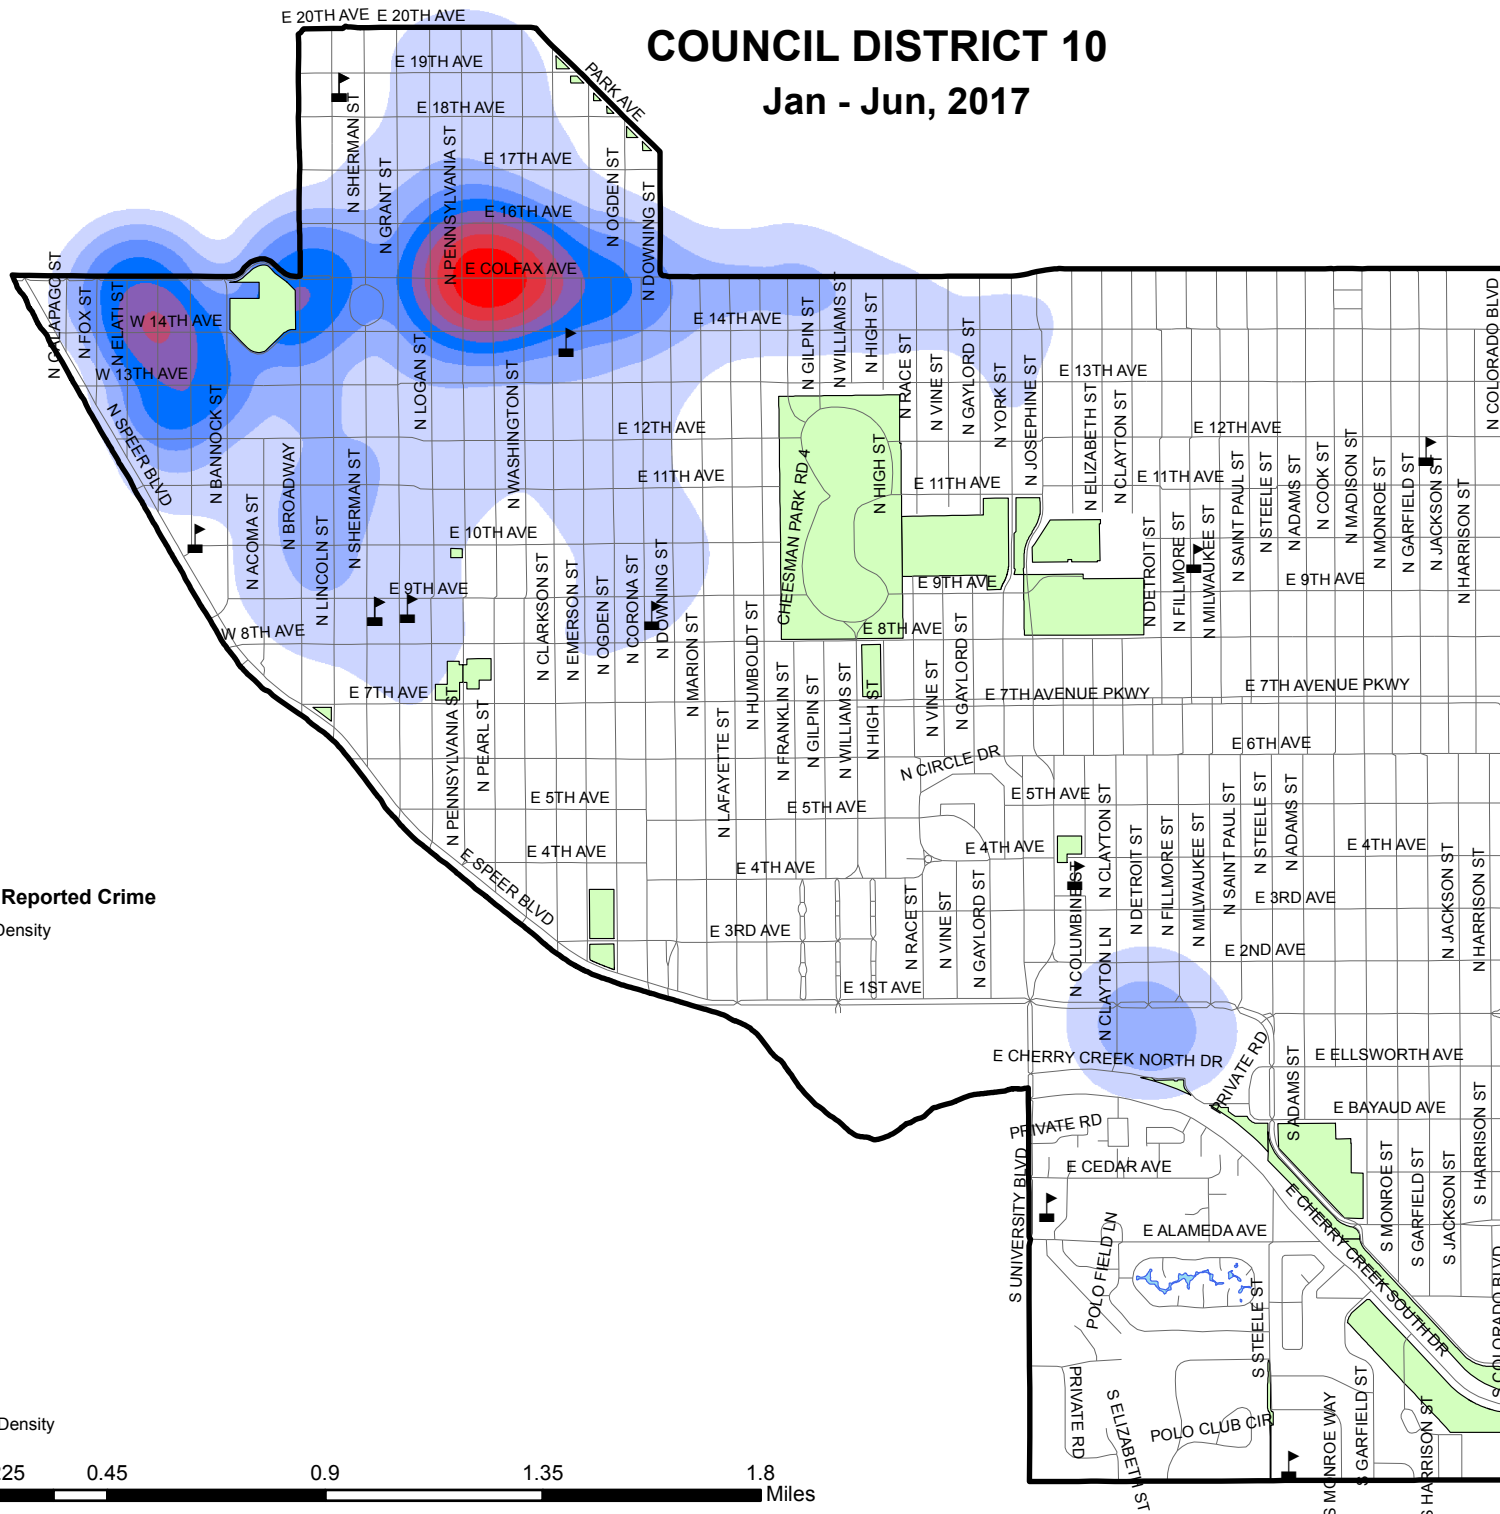 E 20TH AVE E 20TH AVE
COUNCIL DISTRICT 10
Jan - Jun, 2017
E 19TH AVE
PARK AVE
E 18TH AVE
N SHERMAN ST
N GRANT ST
N PENNSYLVANIA ST
E 17TH AVE
N OGDEN ST
N DOWNING ST
E 16TH AVE
E COLFAX AVE
N GALAPAGO ST
N FOX ST
N ELATI ST
W 14TH AVE
E 14TH AVE
W 13TH AVE
E 13TH AVE
N GILPIN ST
N WILLIAMS ST
N HIGH ST
N RACE ST
N VINE ST
N GAYLORD ST
N YORK ST
N JOSEPHINE ST
N ELIZABETH ST
N CLAYTON ST
N COLORADO BLVD
N SPEER BLVD
N BANNOCK ST
N LOGAN ST
N WASHINGTON ST
E 12TH AVE
E 12TH AVE
E 11TH AVE
E 11TH AVE
E 11TH AVE
N ACOMA ST
N BROADWAY
N LINCOLN ST
N SHERMAN ST
E 10TH AVE
CHEESMAN PARK RD 4
N HIGH ST
N DETROIT ST
N FILLMORE ST
N MILWAUKEE ST
N SAINT PAUL ST
N STEELE ST
N ADAMS ST
N COOK ST
N MADISON ST
N MONROE ST
N GARFIELD ST
N JACKSON ST
N HARRISON ST
E 9TH AVE
E 9TH AVE
E 9TH AVE
N CLARKSON ST
N EMERSON ST
N OGDEN ST
N CORONA ST
N DOWNING ST
N MARION ST
N HUMBOLDT ST
W 8TH AVE
E 8TH AVE
E 7TH AVE
E 7TH AVENUE PKWY
E 7TH AVENUE PKWY
N PENNSYLVANIA ST
N PEARL ST
N LAFAYETTE ST
N FRANKLIN ST
N GILPIN ST
N WILLIAMS ST
N HIGH ST
N VINE ST
N GAYLORD ST
E 6TH AVE
N CIRCLE DR
E 5TH AVE
E 5TH AVE
E 5TH AVE
N CLAYTON ST
N DETROIT ST
N FILLMORE ST
N MILWAUKEE ST
N SAINT PAUL ST
N STEELE ST
N ADAMS ST
E 4TH AVE
E 4TH AVE
E 4TH AVE
E 4TH AVE
E SPEER BLVD
Reported Crime
Density
E 3RD AVE
E 3RD AVE
N RACE ST
N VINE ST
N GAYLORD ST
N COLUMBINE ST
N CLAYTON LN
N JACKSON ST
N HARRISON ST
E 2ND AVE
E 1ST AVE
E CHERRY CREEK NORTH DR
PRIVATE RD
E ELLSWORTH AVE
S ADAMS ST
E BAYAUD AVE
PRIVATE RD
E CEDAR AVE
S UNIVERSITY BLVD
S MONROE ST
S GARFIELD ST
S JACKSON ST
S HARRISON ST
E ALAMEDA AVE
POLO FIELD LN
E CHERRY CREEK SOUTH DR
S STEELE ST
S COLORADO BLVD
PRIVATE RD
S ELIZABETH ST
POLO CLUB CIR
S MONROE WAY
S GARFIELD ST
S HARRISON ST
Density
25 0.45 0.9 1.35 1.8
Miles